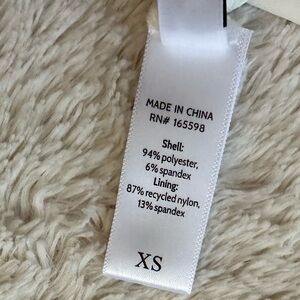 MADE IN CHINA
RN# 165598
Shell:
94% polyester,
6% spandex
Lining:
87% recycled nylon,
13% spandex
XS